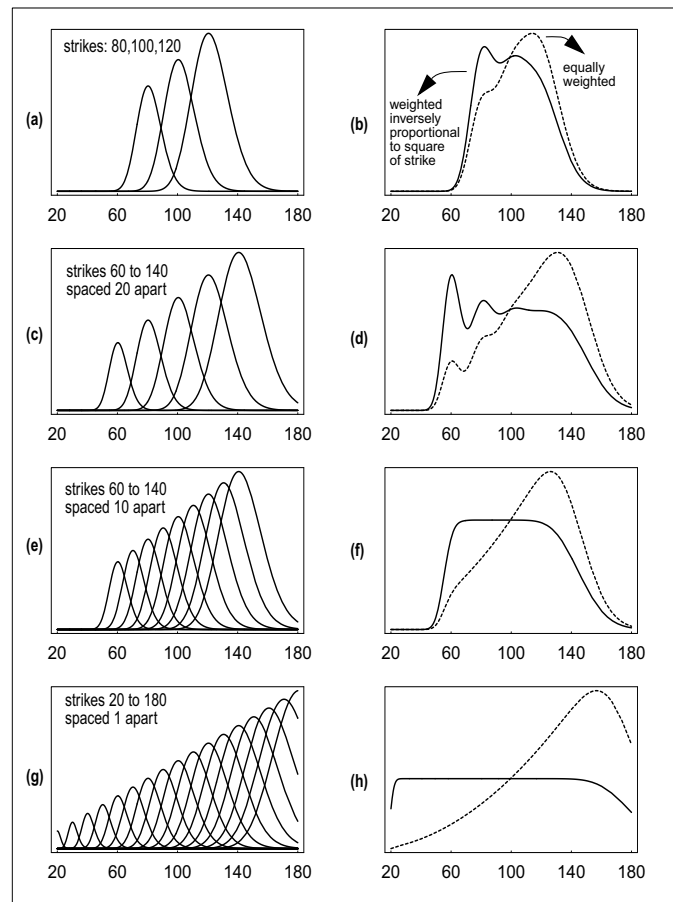 strikes: 80,100,120
(a)
20 60 100 140 180
equally
weighted
weighted
inversely
proportional
to square
of strike
(b)
20 60 100 140 180
strikes 60 to 140
spaced 20 apart
(c)
20 60 100 140 180
(d)
20 60 100 140 180
strikes 60 to 140
spaced 10 apart
(e)
20 60 100 140 180
(f)
20 60 100 140 180
strikes 20 to 180
spaced 1 apart
(g)
20 60 100 140 180
(h)
20 60 100 140 180